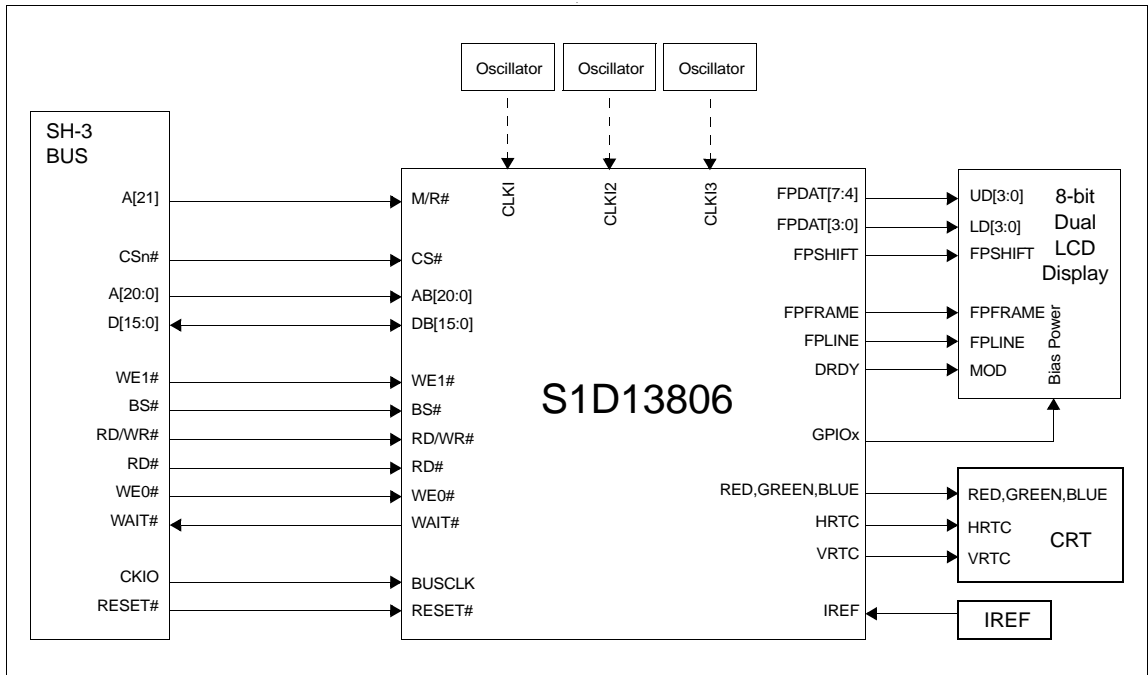 Oscillator
Oscillator
Oscillator
SH-3
BUS
A[21]
CSn#
A[20:0]
D[15:0]
WE1#
BS#
RD/WR#
RD#
WE0#
WAIT#
CKIO
RESET#
M/R#
CS#
AB[20:0]
DB[15:0]
WE1#
BS#
RD/WR#
RD#
WE0#
WAIT#
BUSCLK
RESET#
CLKI
CLKI2
CLKI3
S1D13806
FPDAT[7:4]
FPDAT[3:0]
FPSHIFT
FPFRAME
FPLINE
DRDY
GPIOx
RED,GREEN,BLUE
HRTC
VRTC
IREF
UD[3:0]
LD[3:0]
FPSHIFT
FPFRAME
FPLINE
MOD
8-bit
Dual
LCD
Display
Bias Power
RED,GREEN,BLUE
HRTC
VRTC
CRT
IREF